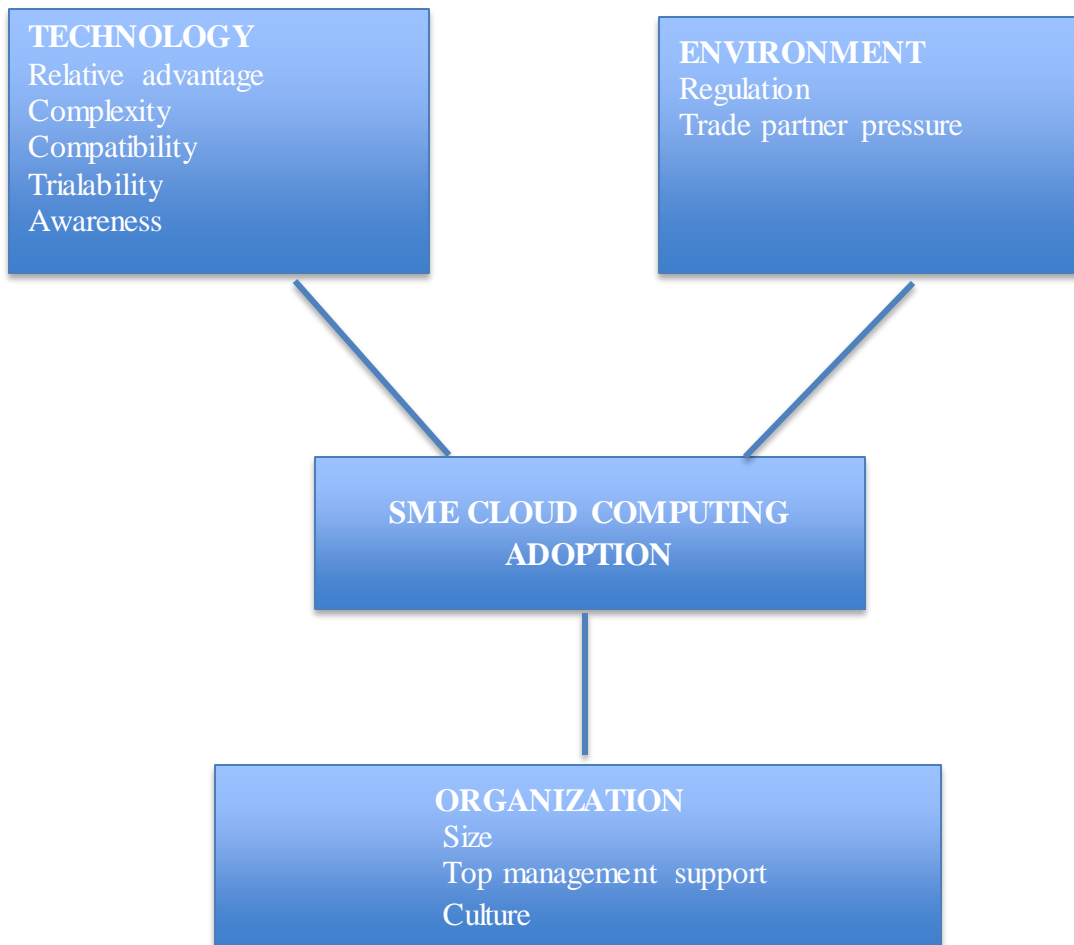 TECHNOLOGY
Relative advantage
Complexity
Compatibility
Trialability
Awareness
ENVIRONMENT
Regulation
Trade partner pressure
SME CLOUD COMPUTING
ADOPTION
ORGANIZATION
Size
Top management support
Culture